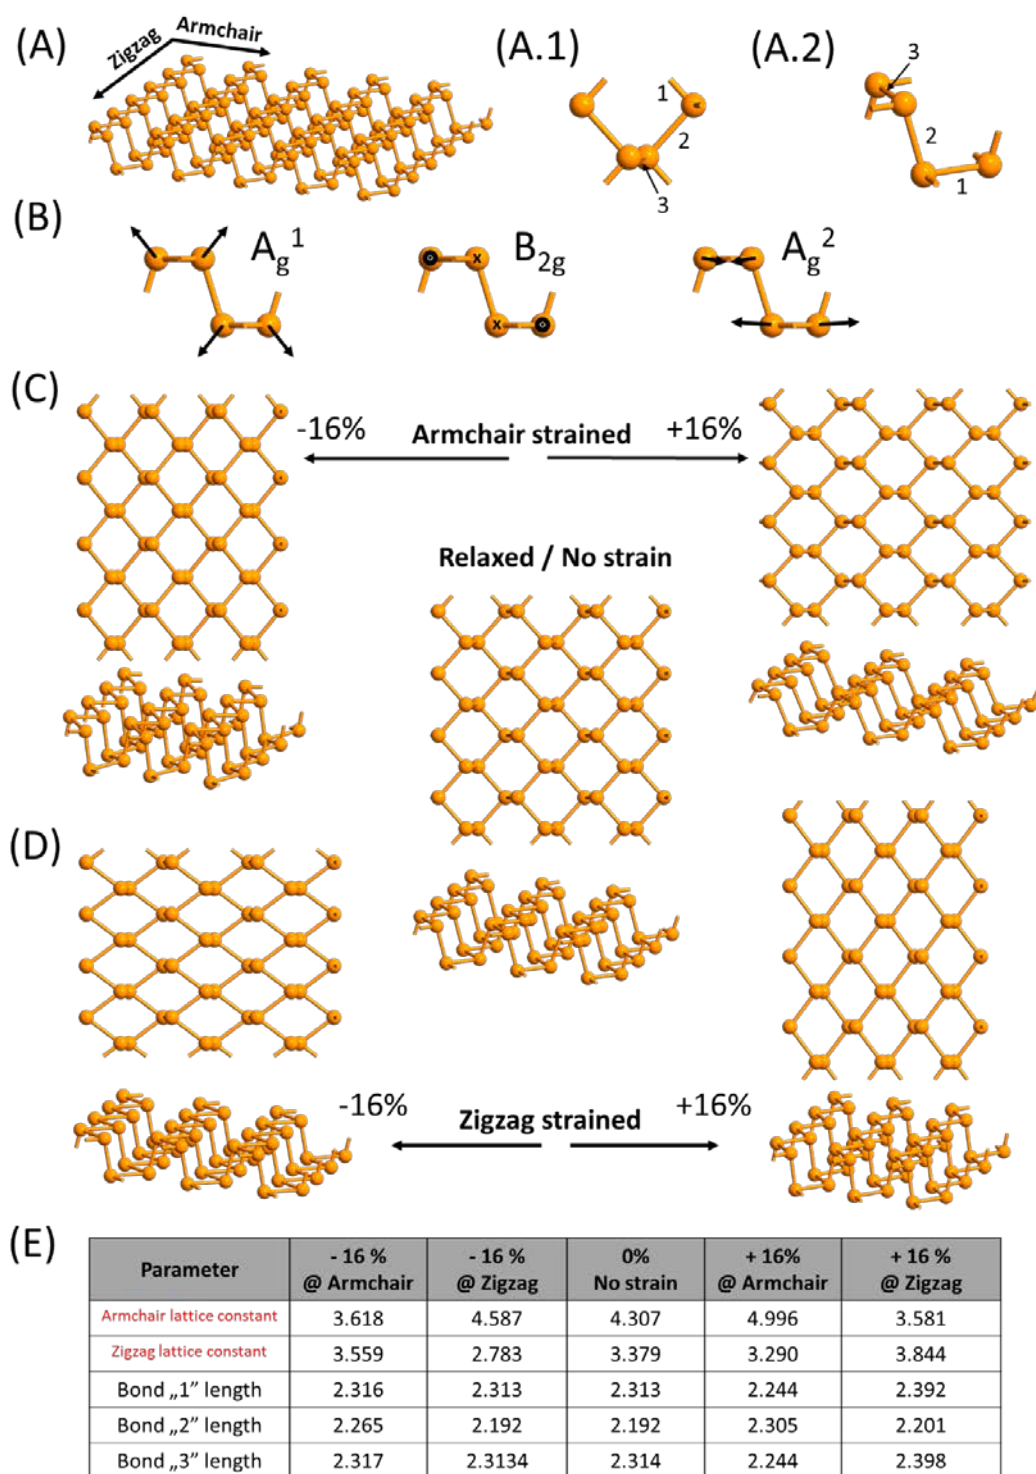 (A)
Zigzag
Armchair
(A.1)
1
2
3
(A.2)
3
2
1
(B)
Ag1
B2g
Ag2
x
x
(C)
-16%
Armchair strained
+16%
Relaxed / No strain
(D)
-16%
Zigzag strained
+16%
(E)
Parameter
- 16 % @ Armchair
- 16 % @ Zigzag
0% No strain
+ 16% @ Armchair
+ 16 % @ Zigzag
Armchair lattice constant 3.618 4.587 4.307 4.996 3.581
Zigzag lattice constant 3.559 2.783 3.379 3.290 3.844
Bond „1” length 2.316 2.313 2.313 2.244 2.392
Bond „2” length 2.265 2.192 2.192 2.305 2.201
Bond „3” length 2.317 2.3134 2.314 2.244 2.398